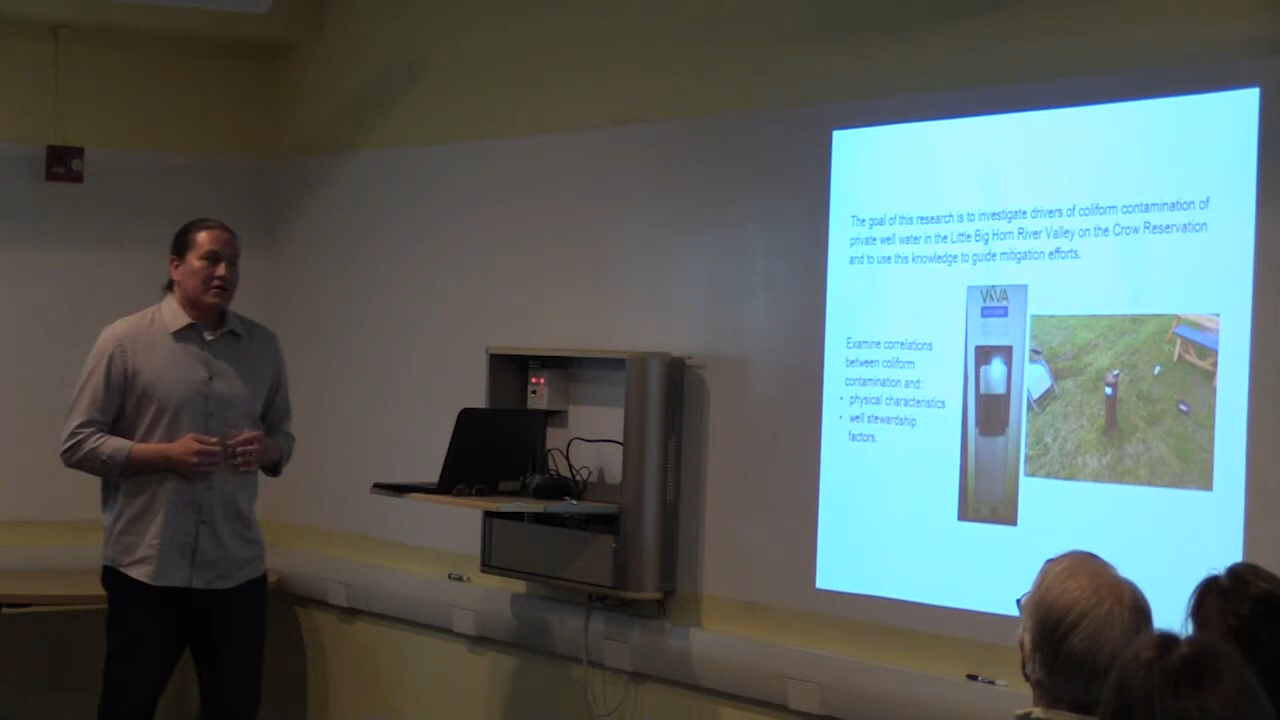 The goal of this research is to investigate drivers of coliform contamination of
private well water in the Little Big Horn River Valley on the Crow Reservation
and to use this knowledge to guide mitigation efforts.
VIVA
Examine correlations
between coliform
contamination and:
• physical characteristics
• well stewardship
factors.